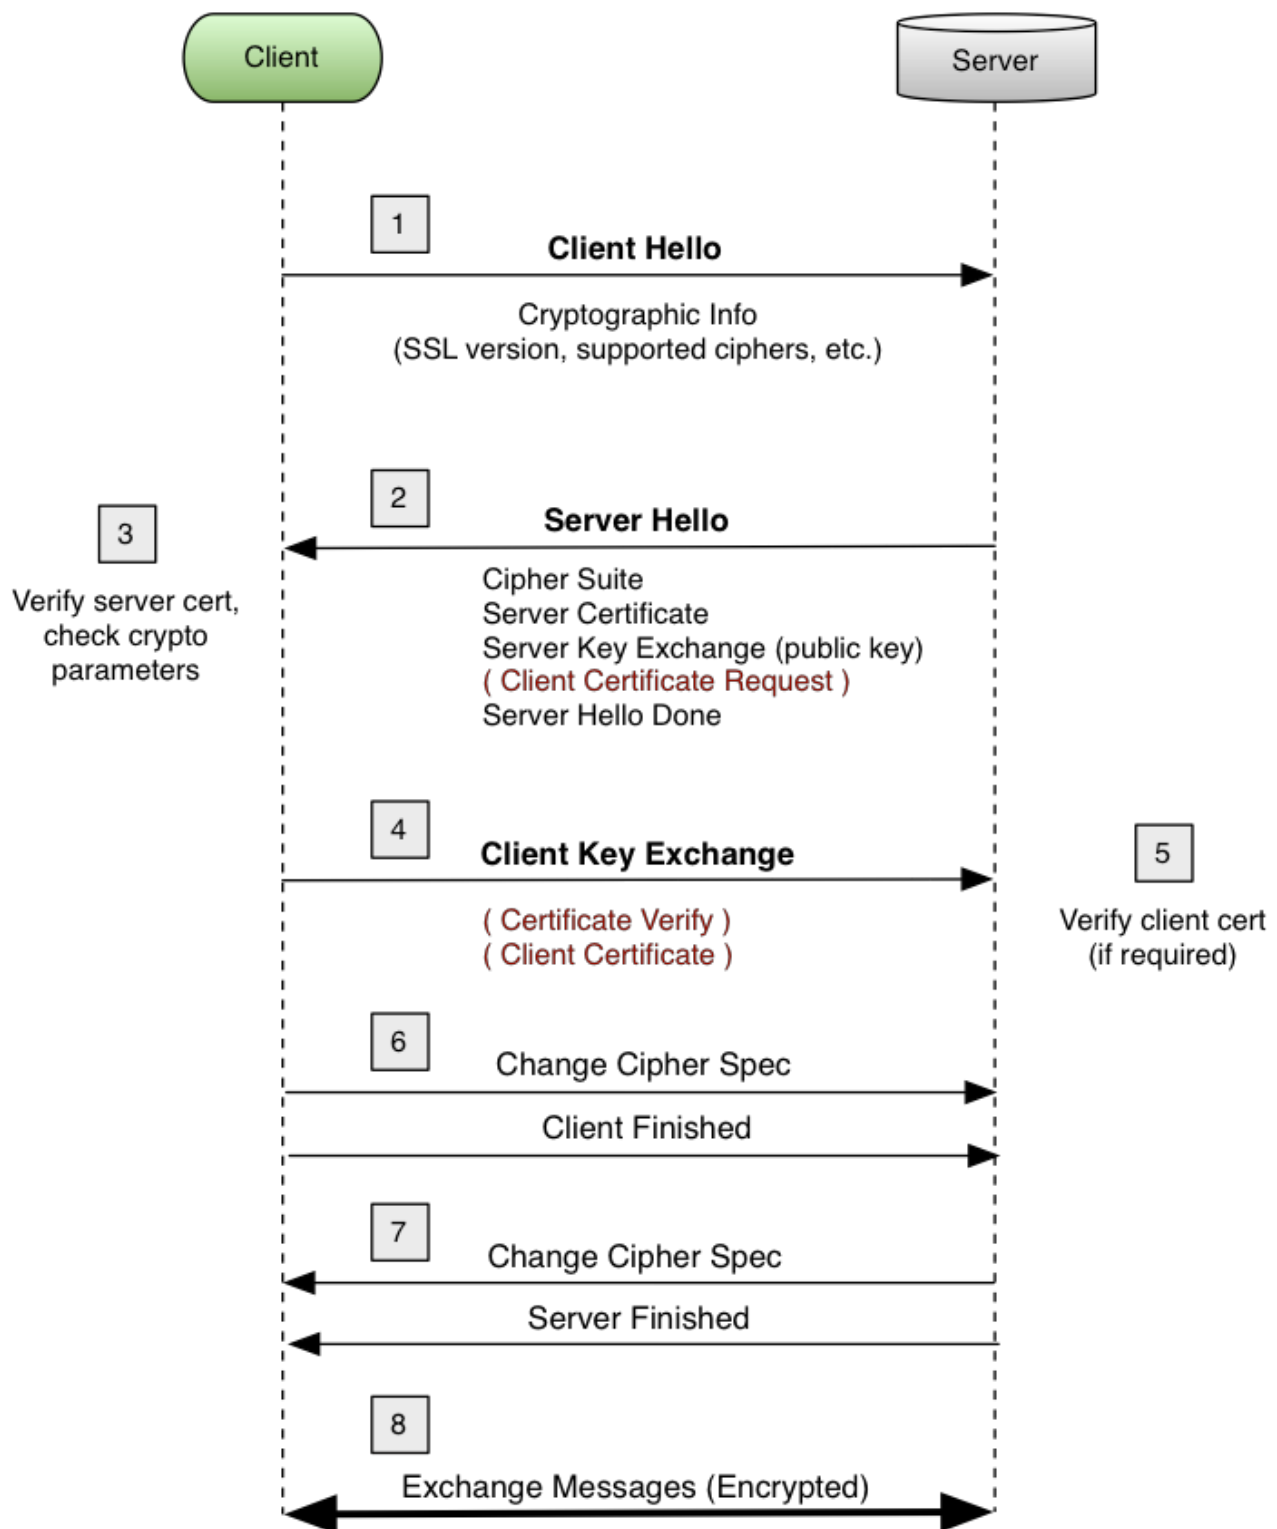 Client
Server
1
Client Hello
Cryptographic Info
(SSL version, supported ciphers, etc.)
2
Server Hello
3
Verify server cert,
check crypto
parameters
Cipher Suite
Server Certificate
Server Key Exchange (public key)
( Client Certificate Request )
Server Hello Done
4
Client Key Exchange
( Certificate Verify )
( Client Certificate )
5
Verify client cert
(if required)
6
Change Cipher Spec
Client Finished
7
Change Cipher Spec
Server Finished
8
Exchange Messages (Encrypted)